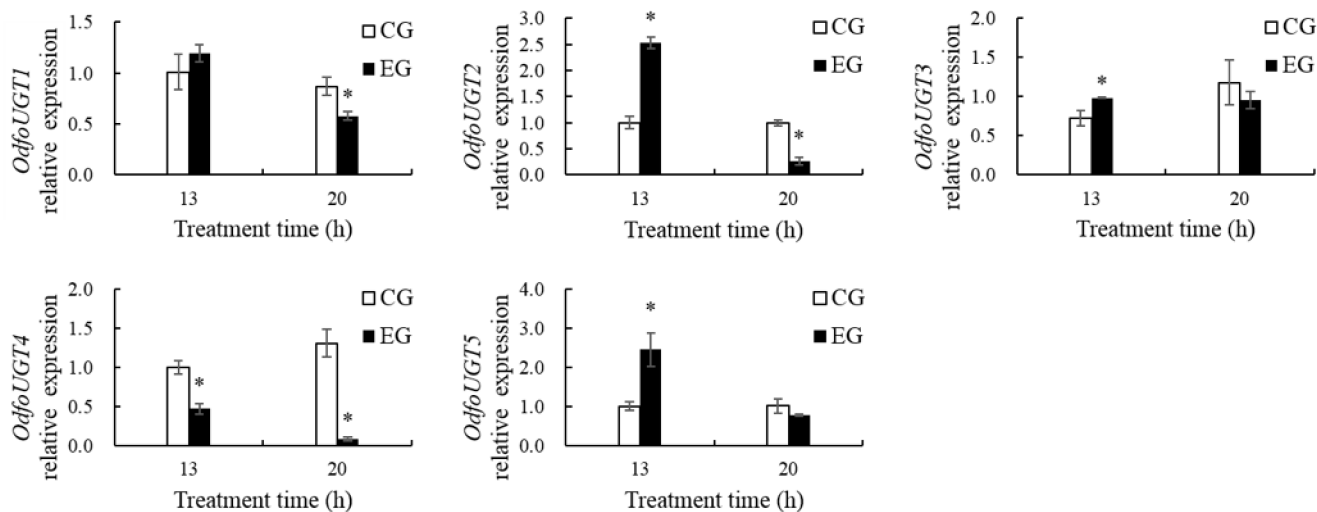 OdfoUGT1
relative expression
1.5
1.0
0.5
0.0
CG
EG
*
13
20
Treatment time (h)
OdfoUGT2
relative expression
3.0
2.5
2.0
1.5
1.0
0.5
0.0
*
CG
EG
*
13
20
Treatment time (h)
OdfoUGT3
relative expression
2.0
1.5
1.0
0.5
0.0
CG
EG
*
13
20
Treatment time (h)
OdfoUGT4
relative expression
2.0
1.5
1.0
0.5
0.0
CG
EG
*
*
13
20
Treatment time (h)
OdfoUGT5
relative expression
4.0
3.0
2.0
1.0
0.0
*
CG
EG
13
20
Treatment time (h)